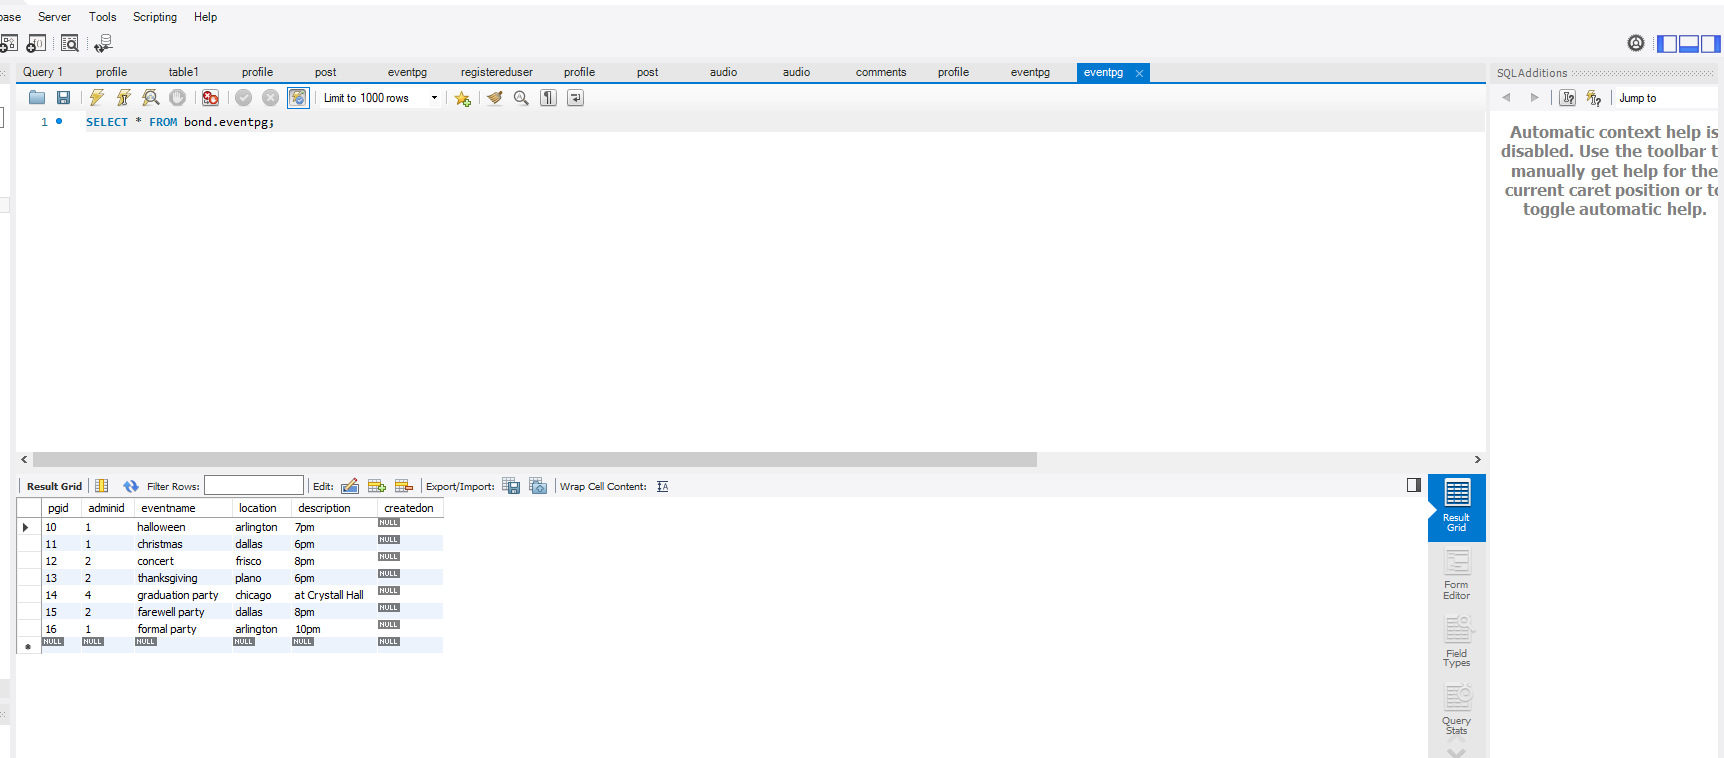 base Server Tools Scripting Help
Query 1 profile table1 profile post eventpg registereduser profile post audio audio comments profile eventpg eventpg
SQLAdditions
Limit to 1000 rows
Jump to
1 SELECT * FROM bond.eventpg;
Automatic context help is
disabled. Use the toolbar t
manually get help for the
current caret position or to
toggle automatic help.
Result Grid Filter Rows: Edit: Export/Import: Wrap Cell Content: IA
pgid adminid eventname location description createdon
10 1 halloween arlington 7pm NULL
11 1 christmas dallas 6pm NULL
12 2 concert frisco 8pm NULL
13 2 thanksgiving plano 6pm NULL
14 4 graduation party chicago at Crystall Hall NULL
15 2 farewell party dallas 8pm NULL
16 1 formal party arlington 10pm NULL
NULL NULL NULL NULL NULL NULL
Result
Grid
Form
Editor
Field
Types
Query
Stats